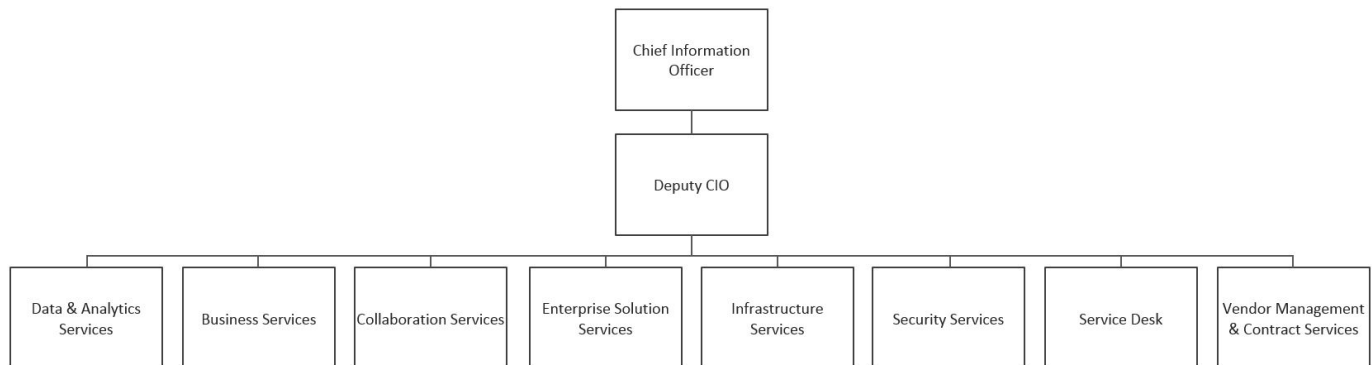 Chief Information
Officer
Deputy CIO
Data & Analytics
Services
Business Services
Collaboration Services
Enterprise Solution
Services
Infrastructure
Services
Security Services
Service Desk
Vendor Management
& Contract Services